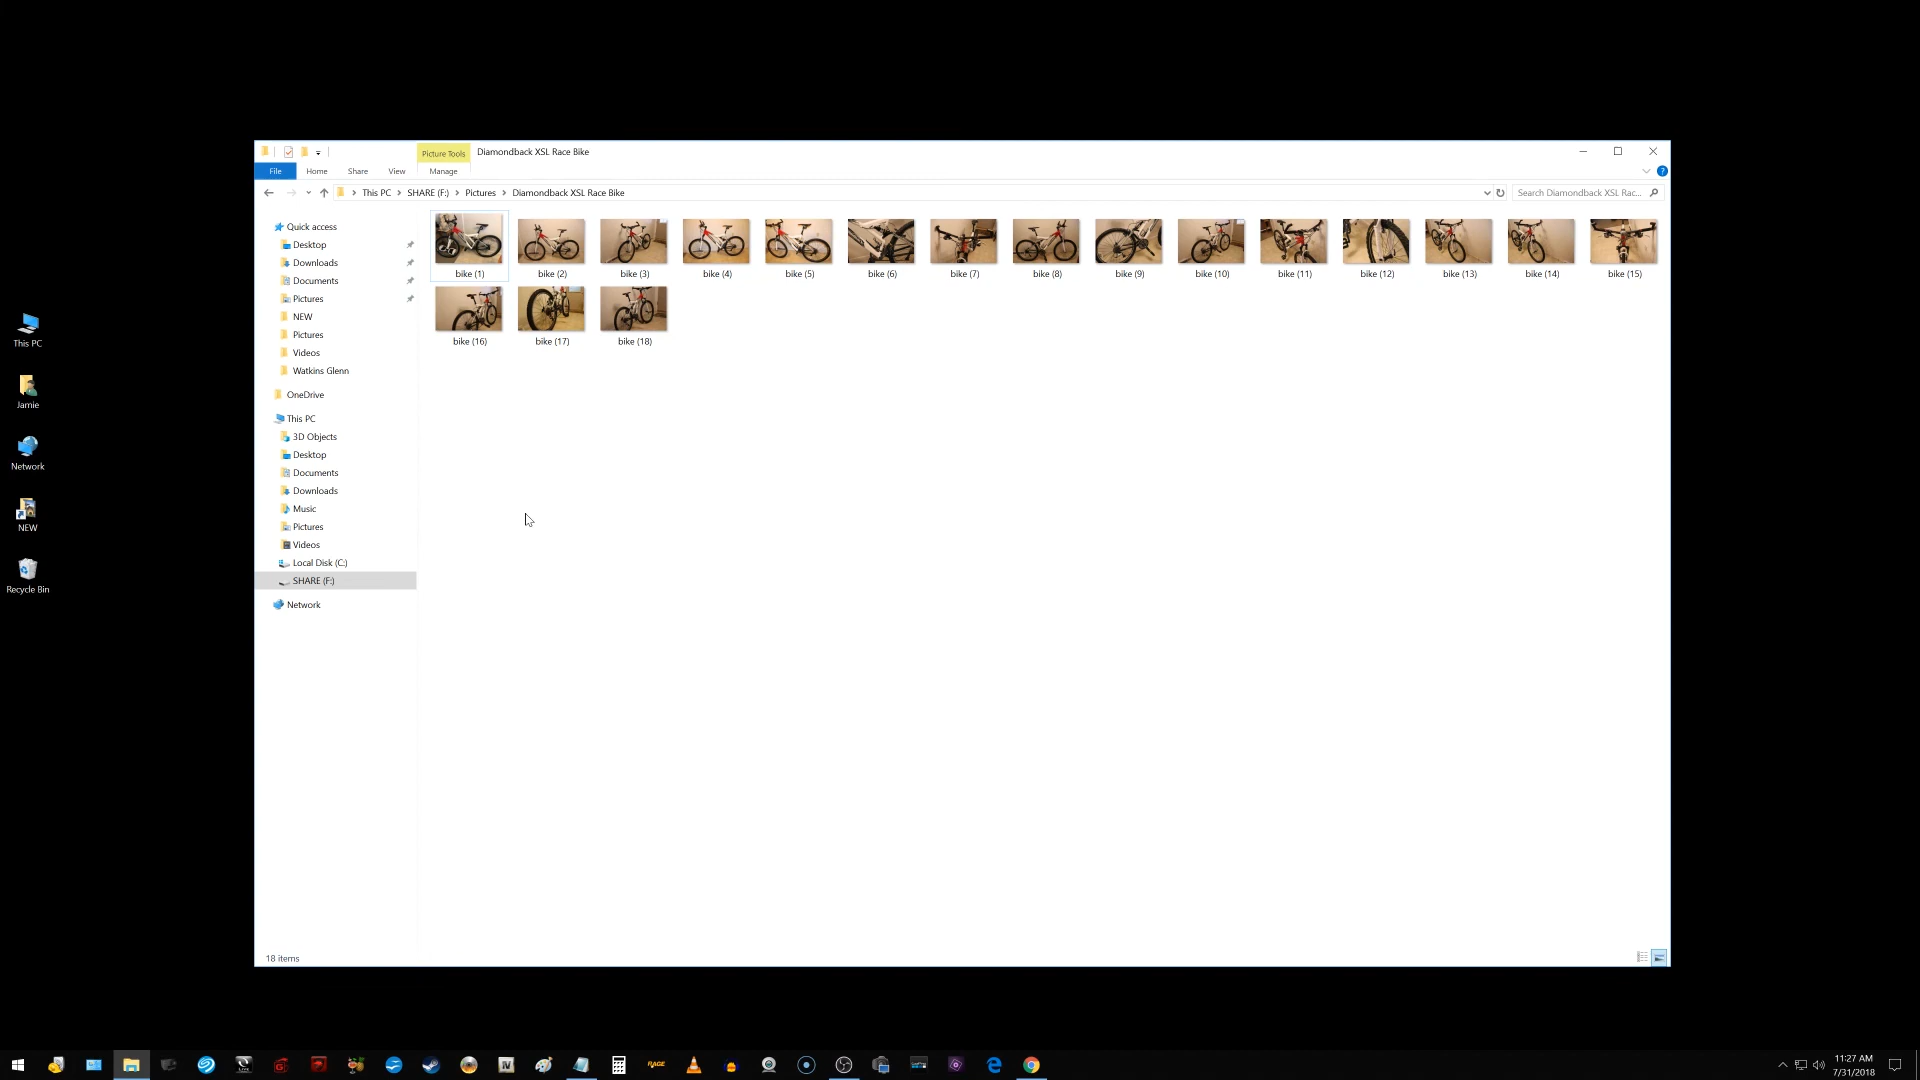 Picture Tools
Diamondback XSL Race Bike
File
Home
Share
View
Manage
This PC
SHARE (F:)
Pictures
Diamondback XSL Race Bike
Search Diamondback XSL Rac...
Quick access
Desktop
Downloads
Documents
Pictures
NEW
Pictures
Videos
Watkins Glenn
OneDrive
This PC
3D Objects
Desktop
Documents
Downloads
Music
Pictures
Videos
Local Disk (C:)
SHARE (F:)
Network
bike (1)
bike (2)
bike (3)
bike (4)
bike (5)
bike (6)
bike (7)
bike (8)
bike (9)
bike (10)
bike (11)
bike (12)
bike (13)
bike (14)
bike (15)
bike (16)
bike (17)
bike (18)
18 items
This PC
Jamie
Network
NEW
Recycle Bin
RAGE
11:27 AM
7/31/2018